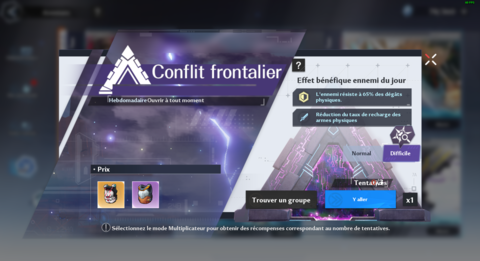 Conflit frontalier
Hebdomadaire Ouvrir à tout moment
Prix
?
Effet bénéfique ennemi du jour
L'ennemi résiste à 65% des dégâts
physiques.
Réduction du taux de recharge des
armes physiques
Normal
Difficile
Tentatives
Trouver un groupe
Y aller
x1
Sélectionnez le mode Multiplicateur pour obtenir des récompenses correspondant au nombre de tentatives.